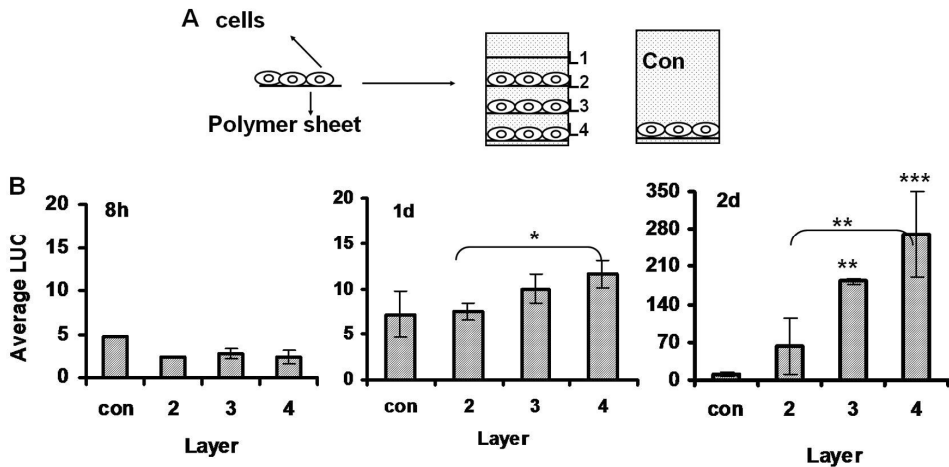 A
cells
Polymer sheet
L1
L2
L3
L4
Con
B
Average LUC
20
15
10
5
0
8h
con 2 3 4
Layer
20
15
10
5
0
1d
*
con 2 3 4
Layer
350
280
210
140
70
0
2d
**
**
***
con 2 3 4
Layer